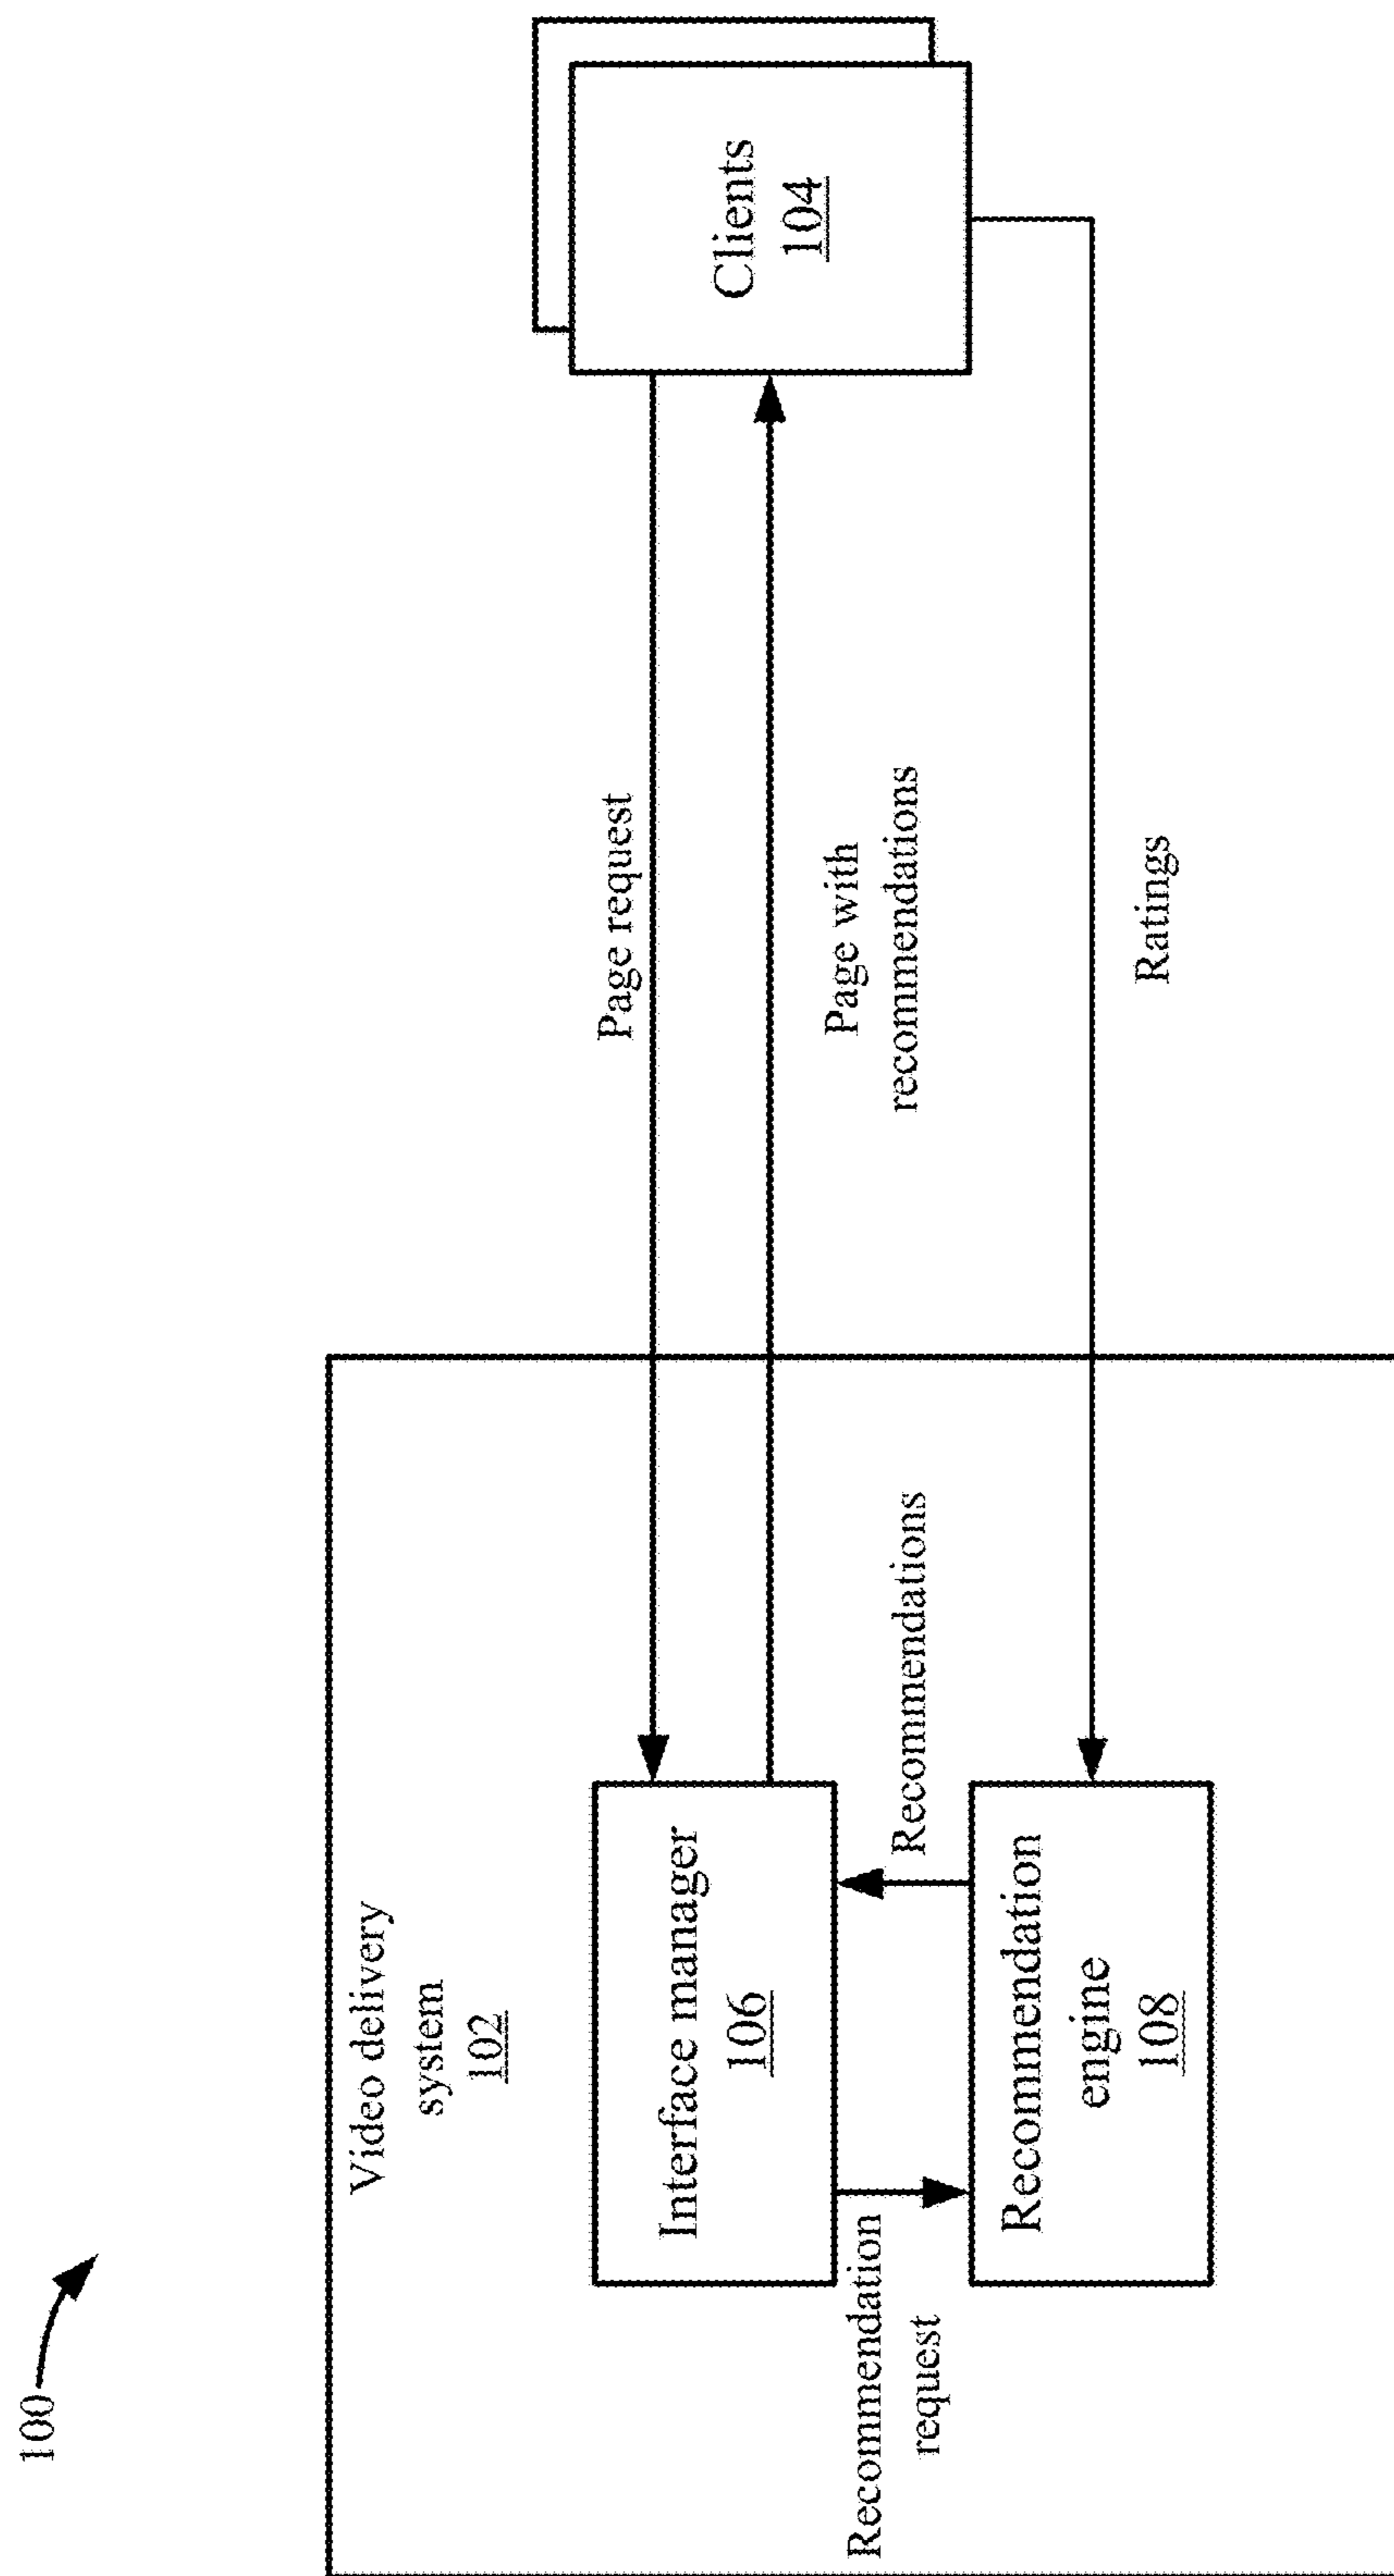 100
Video delivery
system
102
Interface manager
106
Recommendation
request
Recommendations
Recommendation
engine
108
Page request
Page with
recommendations
Ratings
Clients
104